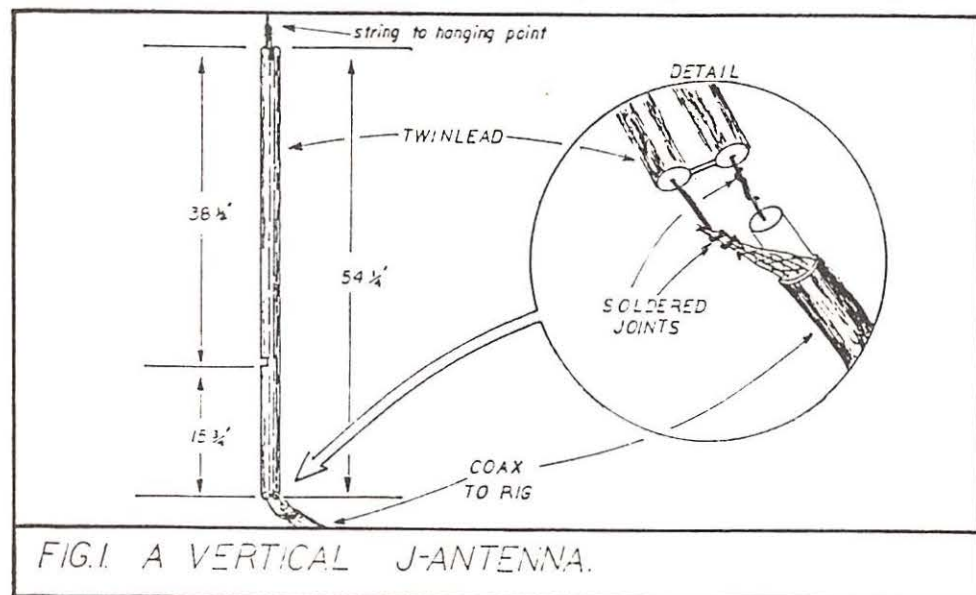 string to hanging point
DETAIL
TWINLEAD
38 ½'
54 ¼'
SOLDERED
JOINTS
15 ¾'
COAX
TO RIG
FIG.1. A VERTICAL J-ANTENNA.